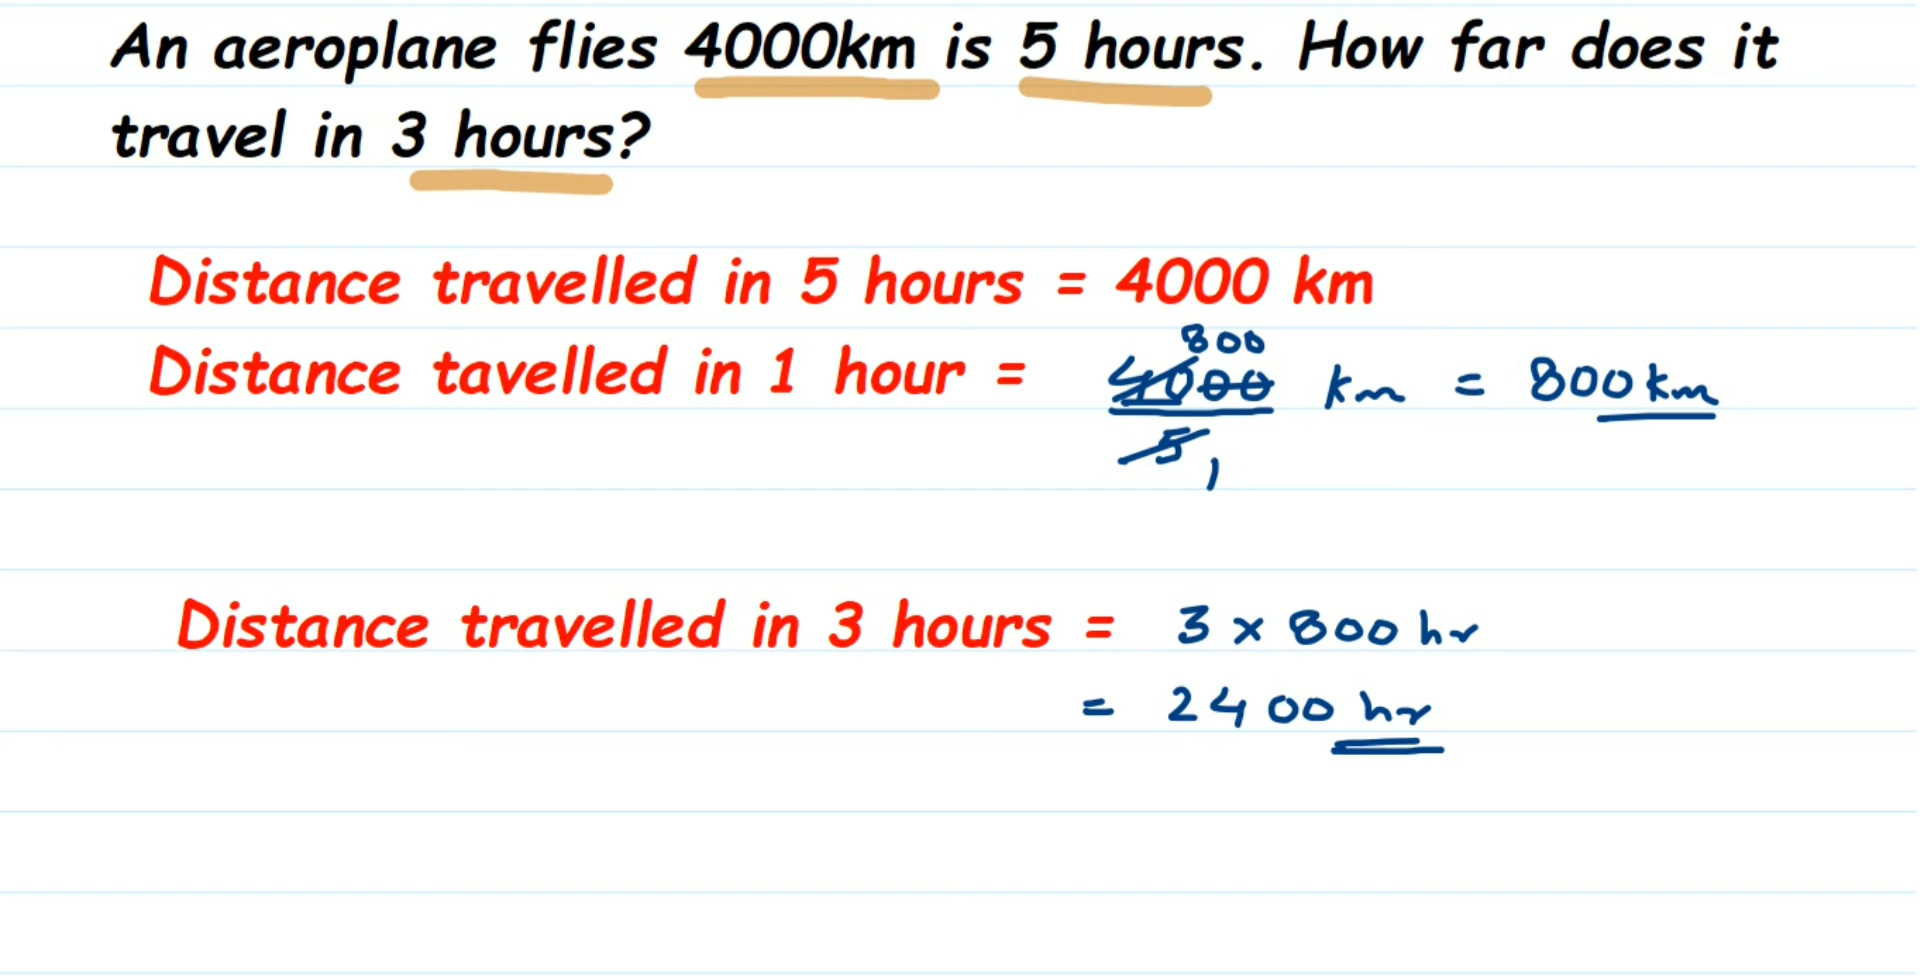 An aeroplane flies 4000km is 5 hours. How far does it
travel in 3 hours?
Distance travelled in 5 hours = 4000 km
Distance tavelled in 1 hour = 4000/5 km = 800km
800
1
Distance travelled in 3 hours = 3 x 800 hr
= 2400 hr